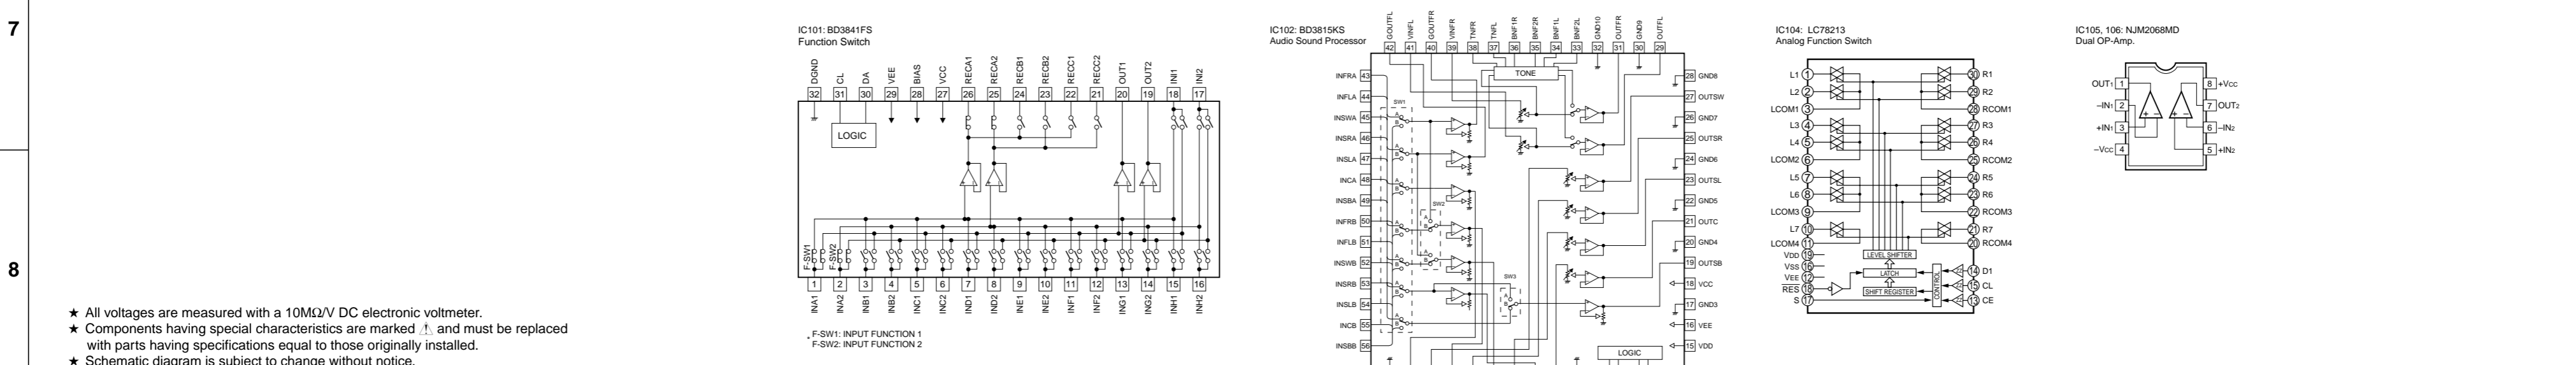 7
8
IC101: BD3841FS
Function Switch
DGND CL DA VEE BIAS VCC RECA1 RECA2 RECB1 RECB2 RECC1 RECC2 OUT1 OUT2 INI1 INI2
32 31 30 29 28 27 26 25 24 23 22 21 20 19 18 17
LOGIC
F-SW1 F-SW2
1 2 3 4 5 6 7 8 9 10 11 12 13 14 15 16
INA1 INA2 INB1 INB2 INC1 INC2 IND1 IND2 INE1 INE2 INF1 INF2 ING1 ING2 INH1 INH2
* F-SW1: INPUT FUNCTION 1
F-SW2: INPUT FUNCTION 2
★ All voltages are measured with a 10MΩ/V DC electronic voltmeter.
★ Components having special characteristics are marked ⚠ and must be replaced
with parts having specifications equal to those originally installed.
★ Schematic diagram is subject to change without notice.
IC102: BD3815KS
Audio Sound Processor
GOUTFL VINFL GOUTFR VINFR TNFR TNFL BNF1R BNF2R BNF1L BNF2L GND10 OUTFR GND9 OUTFL
42 41 40 39 38 37 36 35 34 33 32 31 30 29
TONE
INFRA 43
INFLA 44
INSWA 45
INSRA 46
INSLA 47
INCA 48
INSBA 49
INFRB 50
INFLB 51
INSWB 52
INSRB 53
INSLB 54
INCB 55
INSBB 56
SW1
SW2
SW3
28 GND8
27 OUTSW
26 GND7
25 OUTSR
24 GND6
23 OUTSL
22 GND5
21 OUTC
20 GND4
19 OUTSB
18 VCC
17 GND3
16 VEE
15 VDD
LOGIC
IC104: LC78213
Analog Function Switch
L1 1 30 R1
L2 2 29 R2
LCOM1 3 28 RCOM1
L3 4 27 R3
L4 5 26 R4
LCOM2 6 25 RCOM2
L5 7 24 R5
L6 8 23 R6
LCOM3 9 22 RCOM3
L7 10 21 R7
LCOM4 11 20 RCOM4
VDD 19
VSS 16
VEE 12
RES 18
S 17
LEVEL SHIFTER
LATCH
SHIFT REGISTER
CONTROL
14 D1
15 CL
13 CE
IC105, 106: NJM2068MD
Dual OP-Amp.
OUT1 1 8 +VCC
–IN1 2 7 OUT2
+IN1 3 6 –IN2
–VCC 4 5 +IN2